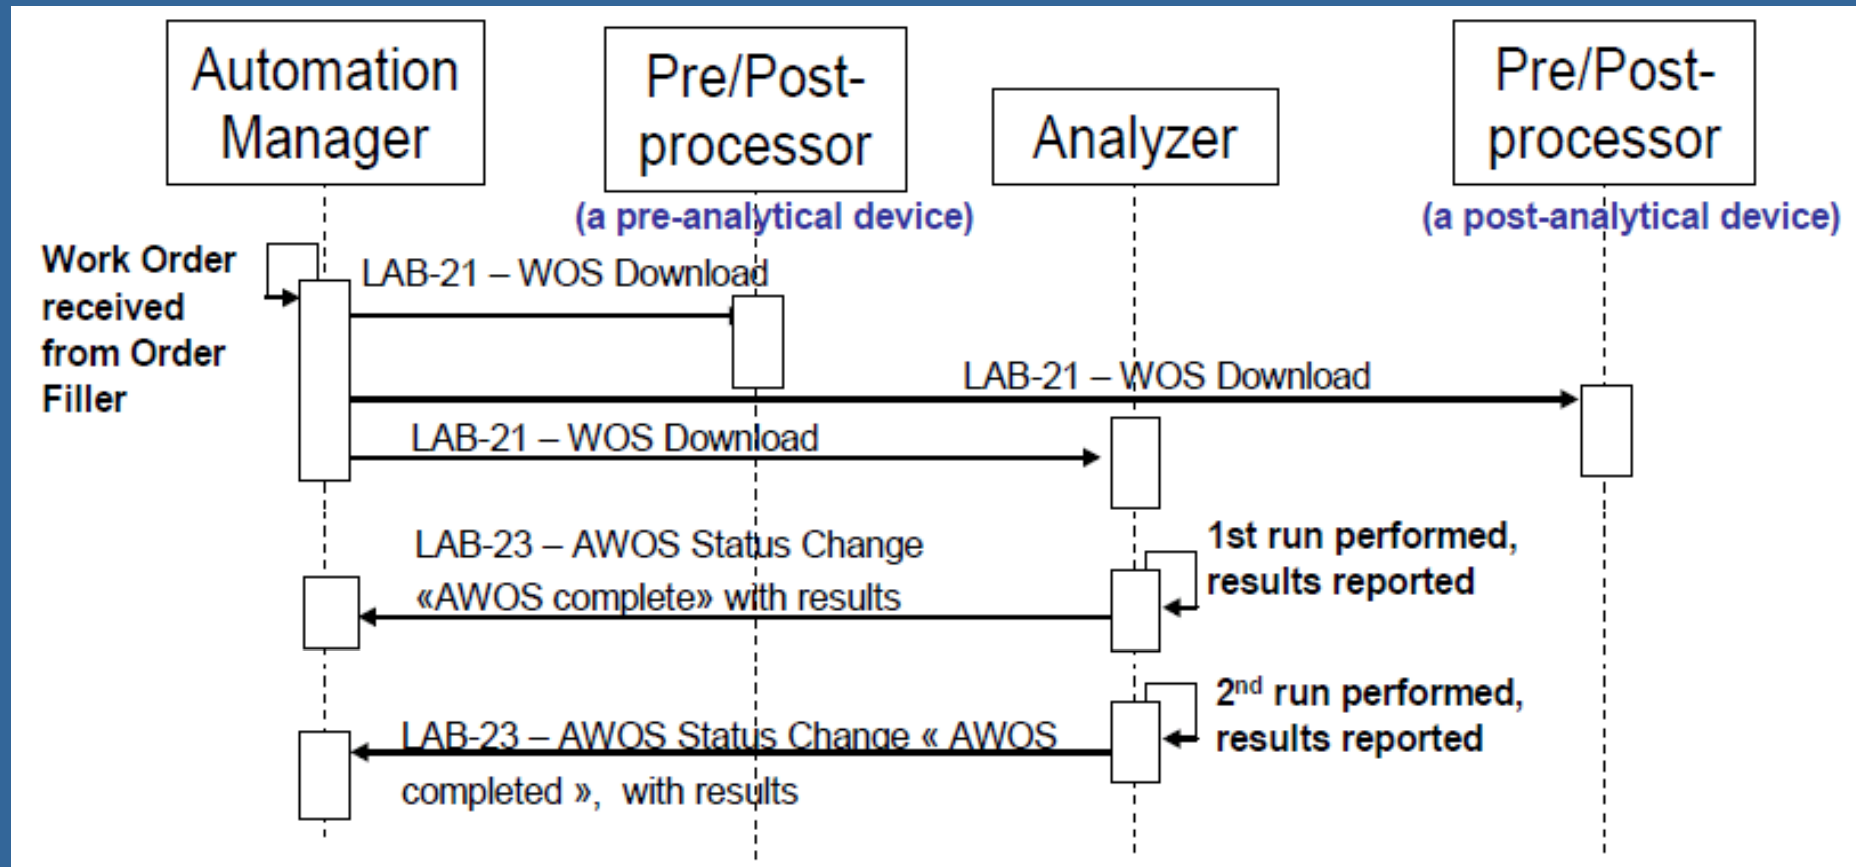 Automation
Manager
Pre/Post-
processor
(a pre-analytical device)
Analyzer
Pre/Post-
processor
(a post-analytical device)
Work Order
received
from Order
Filler
LAB-21 – WOS Download
LAB-21 – WOS Download
LAB-21 – WOS Download
LAB-23 – AWOS Status Change
«AWOS complete» with results
1st run performed,
results reported
LAB-23 – AWOS Status Change « AWOS
completed », with results
2nd run performed,
results reported